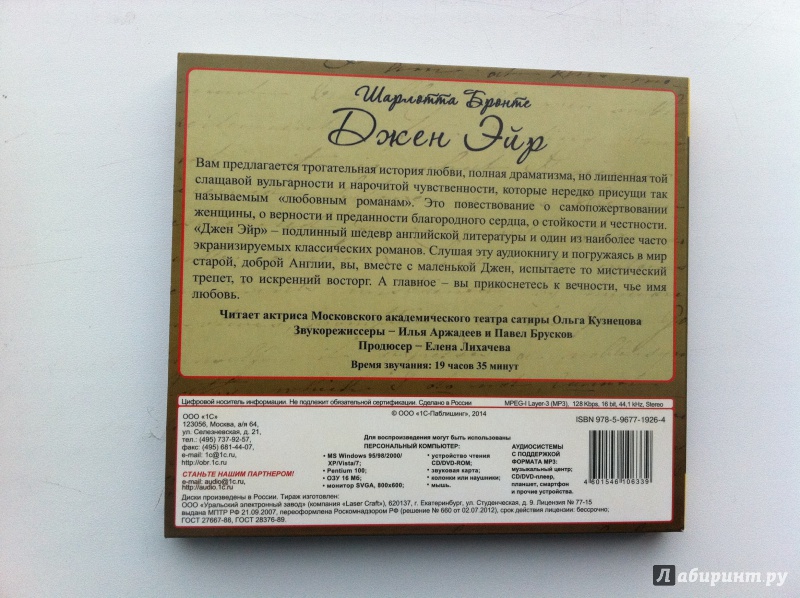 Шарлотта Бронте
Джен Эйр
Вам предлагается трогательная история любви, полная драматизма, но лишенная той
слащавой вульгарности и нарочитой чувственности, которые нередко присущи так
называемым «любовным романам». Это повествование о самопожертвовании
женщины, о верности и преданности благородного сердца, о стойкости и честности.
«Джен Эйр» – подлинный шедевр английской литературы и один из наиболее часто
экранизируемых классических романов. Слушая эту аудиокнигу и погружаясь в мир
старой, доброй Англии, вы, вместе с маленькой Джен, испытаете то мистический
трепет, то искренний восторг. А главное – вы прикоснетесь к вечности, чье имя
любовь.
Читает актриса Московского академического театра сатиры Ольга Кузнецова
Звукорежиссеры – Илья Аржадеев и Павел Брусков
Продюсер – Елена Лихачева
Время звучания: 19 часов 35 минут
Цифровой носитель информации. Не подлежит обязательной сертификации. Сделано в России
MPEG-I Layer-3 (MP3), 128 Kbps, 16 bit, 44,1 kHz, Stereo
© ООО «1С-Паблишинг», 2014
ООО «1С»
123056, Москва, а/я 64,
ул. Селезневская, д. 21,
тел.: (495) 737-92-57,
факс: (495) 681-44-07,
e-mail: 1c@1c.ru,
http://obr.1c.ru
СТАНЬТЕ НАШИМ ПАРТНЕРОМ!
e-mail: audio@1c.ru,
http://audio.1c.ru
Для воспроизведения могут быть использованы
ПЕРСОНАЛЬНЫЙ КОМПЬЮТЕР:
• MS Windows 95/98/2000/
XP/Vista/7;
• Pentium 100;
• ОЗУ 16 МБ;
• монитор SVGA, 800x600;
• устройство чтения
CD/DVD-ROM;
• звуковая карта;
• колонки или наушники;
• мышь.
АУДИОСИСТЕМЫ
С ПОДДЕРЖКОЙ
ФОРМАТА MP3:
музыкальный центр;
CD/DVD-плеер,
планшет, смартфон
и прочие устройства.
ISBN 978-5-9677-1926-4
4 601546 106339
Диски произведены в России. Тираж изготовлен:
ООО «Уральский электронный завод» (компания «Laser Craft»), 620137, г. Екатеринбург, ул. Студенческая, д. 9. Лицензия № 77-15
выдана МПТР РФ 21.09.2007, переоформлена Роскомнадзором РФ (решение № 660 от 02.07.2012), срок действия лицензии: бессрочно;
ГОСТ 27667-88, ГОСТ 28376-89.
Лабиринт.ру